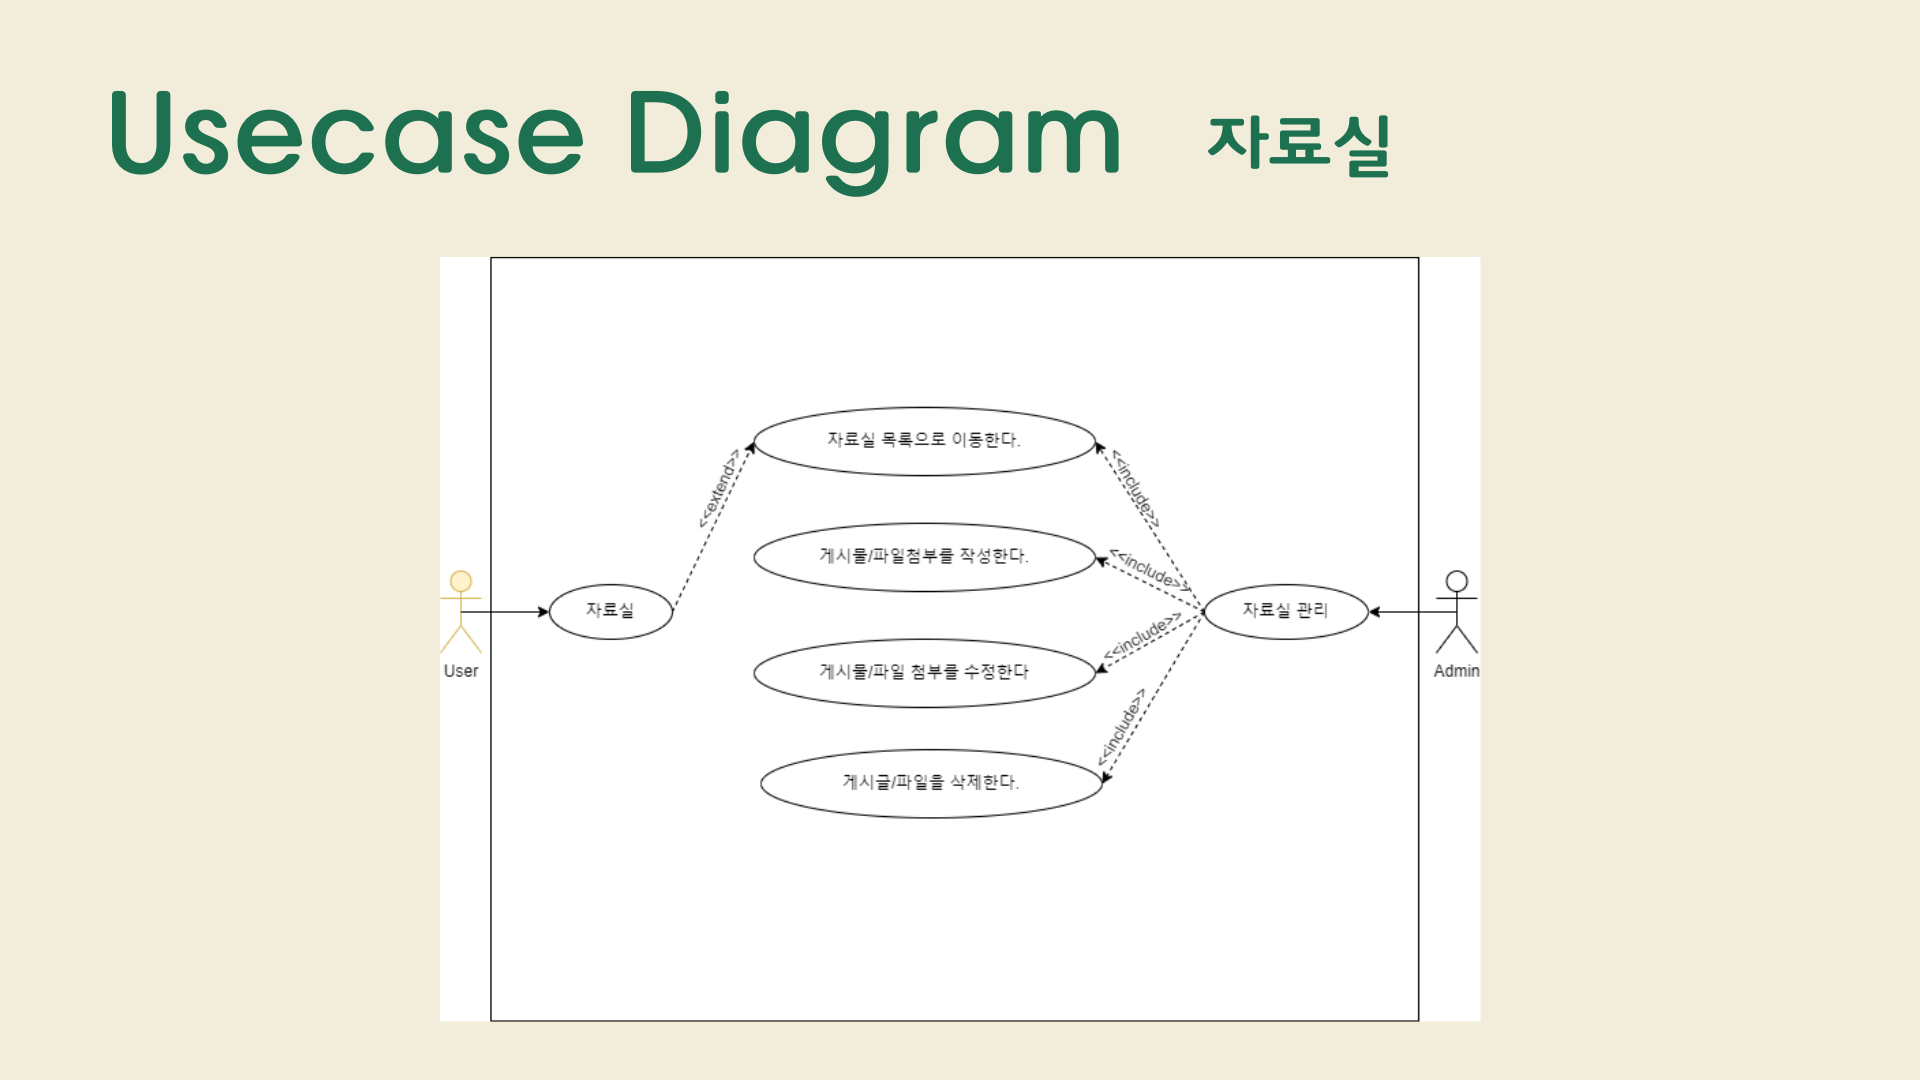 Usecase Diagram 자료실
자료실 목록으로 이동한다.
<<extend>>
<<include>>
게시물/파일첨부를 작성한다.
<<include>>
자료실
자료실 관리
User
Admin
<<include>>
게시물/파일 첨부를 수정한다
<<include>>
게시글/파일을 삭제한다.